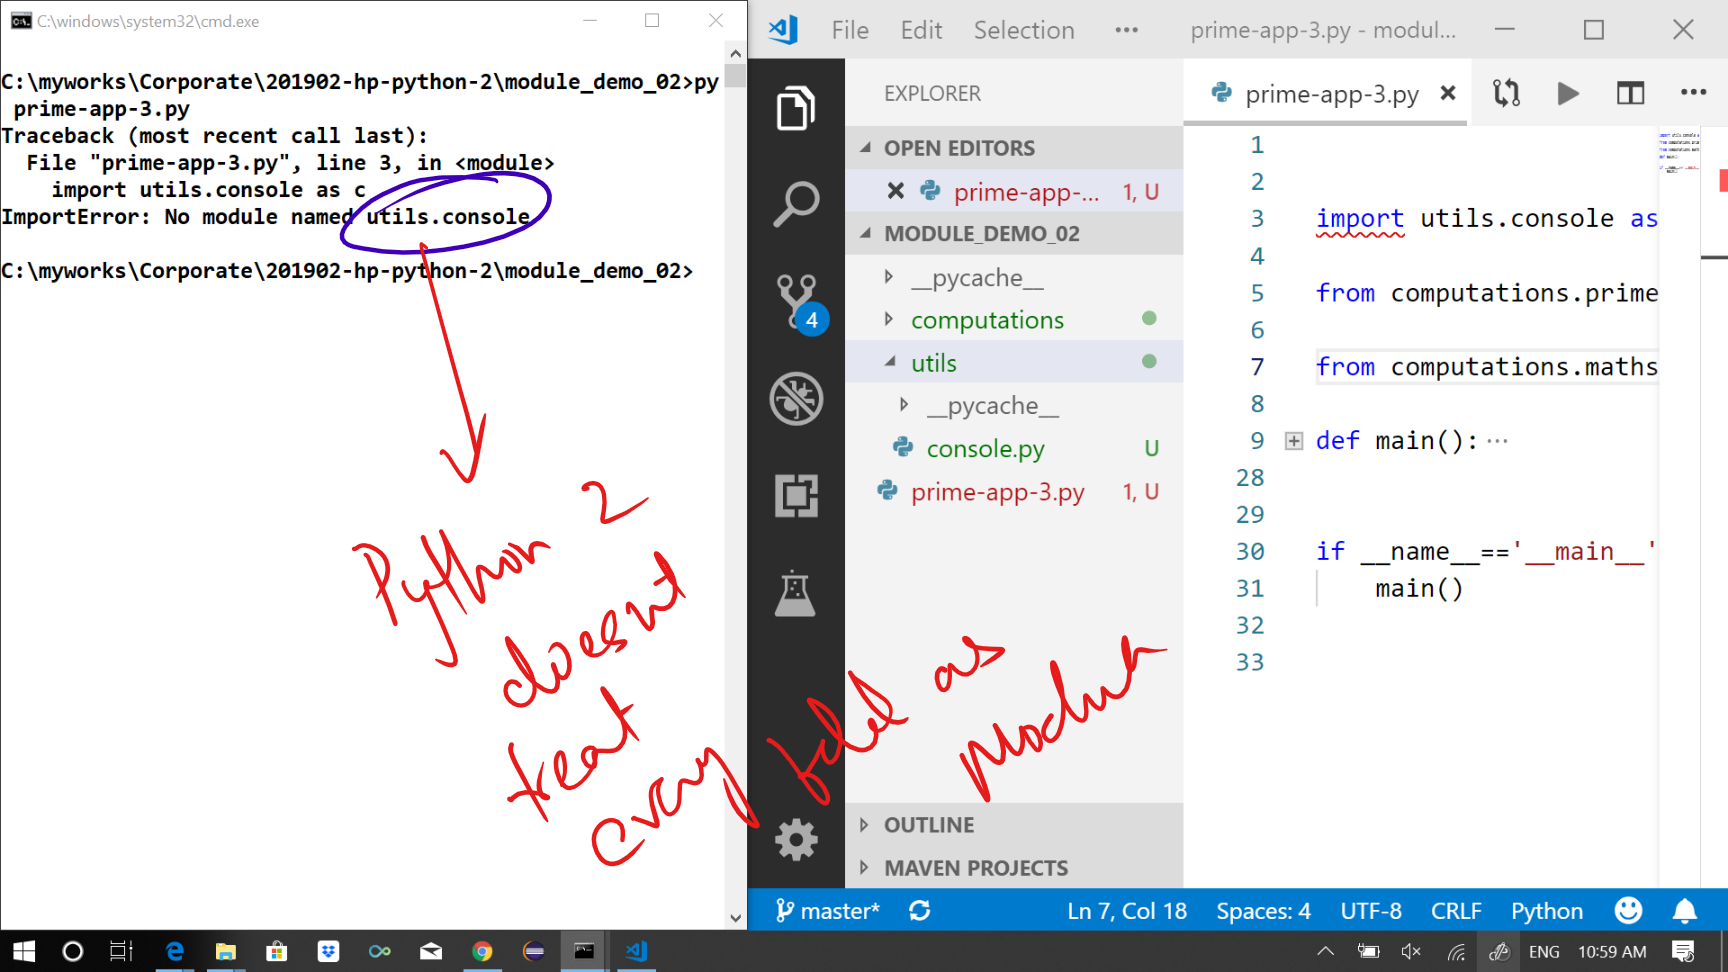 C:\windows\system32\cmd.exe
C:\myworks\Corporate\201902-hp-python-2\module_demo_02>py
prime-app-3.py
Traceback (most recent call last):
File "prime-app-3.py", line 3, in <module>
import utils.console as c
ImportError: No module named utils.console
C:\myworks\Corporate\201902-hp-python-2\module_demo_02>
Python 2
doesnt
treat
every
as
File Edit Selection ··· prime-app-3.py - modul...
EXPLORER
OPEN EDITORS
prime-app-... 1, U
MODULE_DEMO_02
__pycache__
computations
utils
__pycache__
console.py U
prime-app-3.py 1, U
OUTLINE
MAVEN PROJECTS
4
prime-app-3.py
1
2
3 import utils.console as
4
5 from computations.prime
6
7 from computations.maths
8
9 def main():···
28
29
30 if __name__=='__main__'
31 main()
32
33
master* Ln 7, Col 18 Spaces: 4 UTF-8 CRLF Python
ENG 10:59 AM